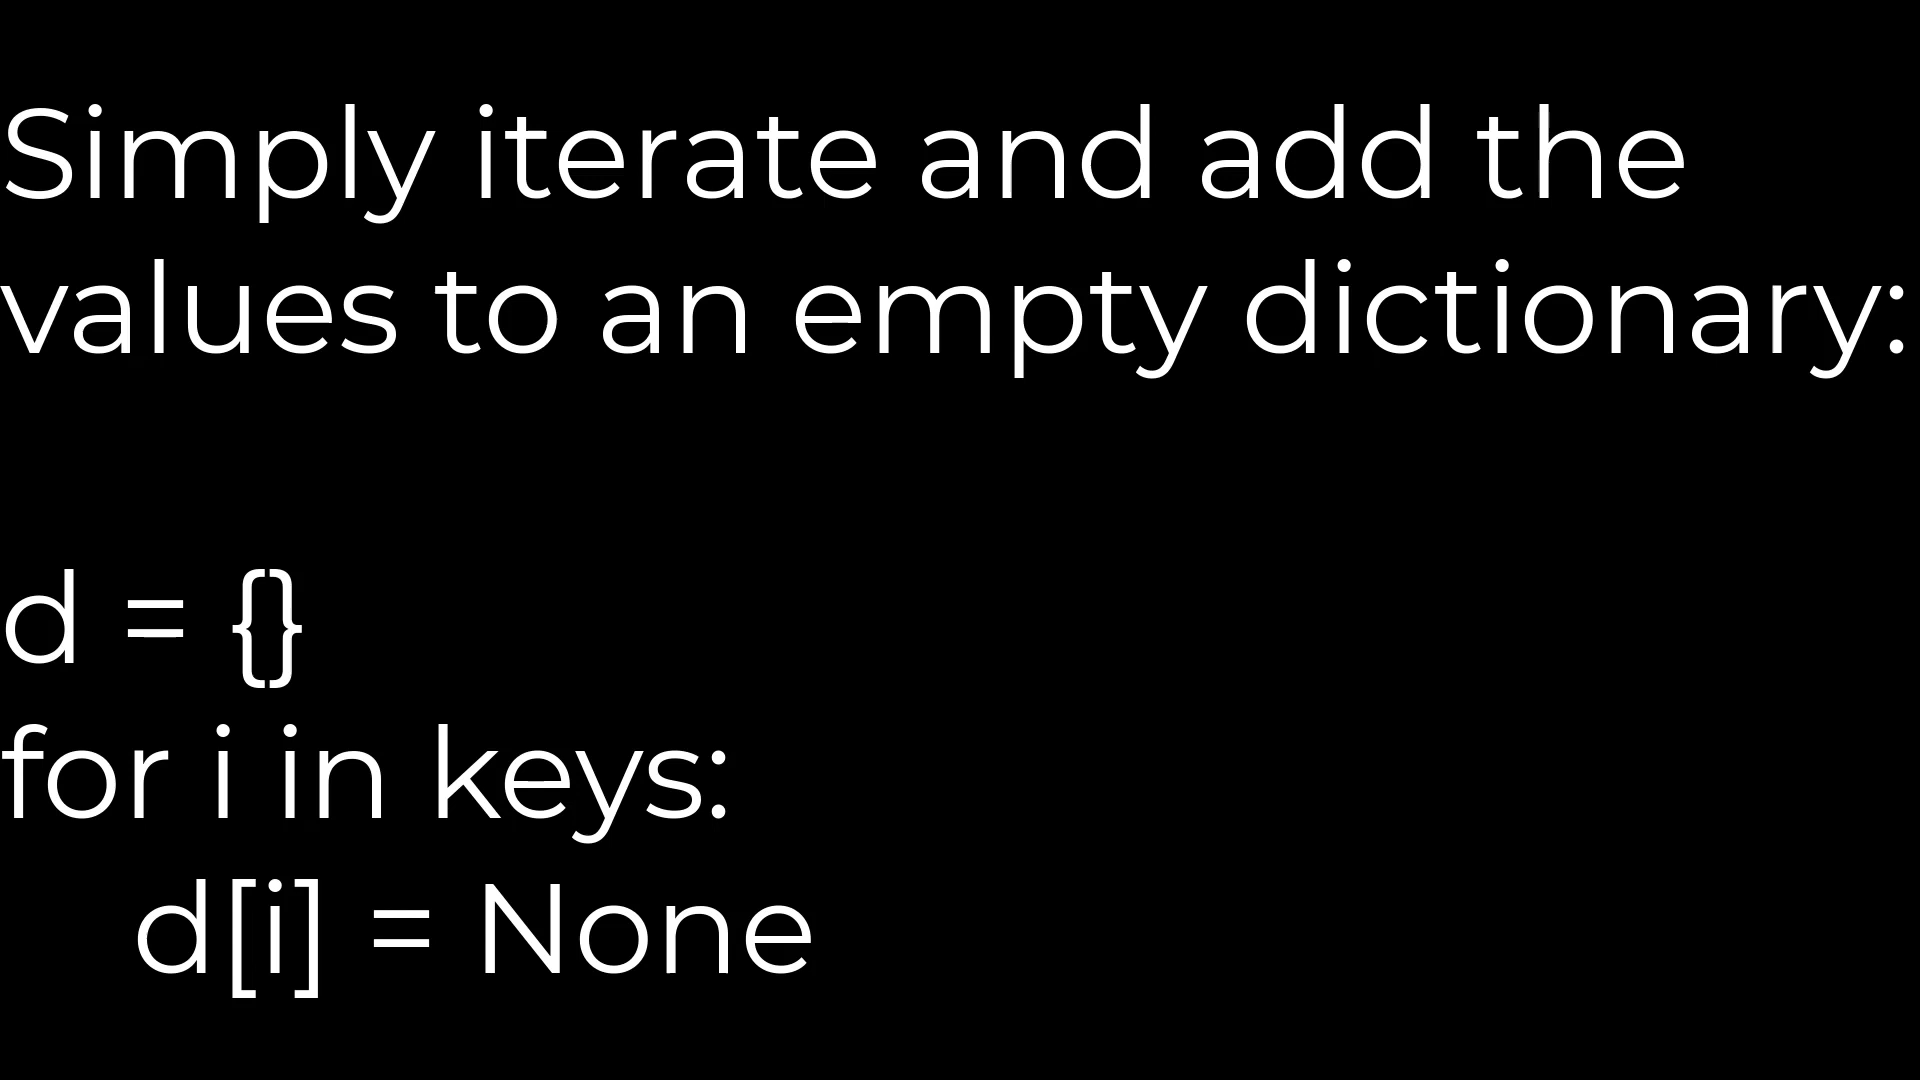 Simply iterate and add the
values to an empty dictionary:
d = {}
for i in keys:
    d[i] = None